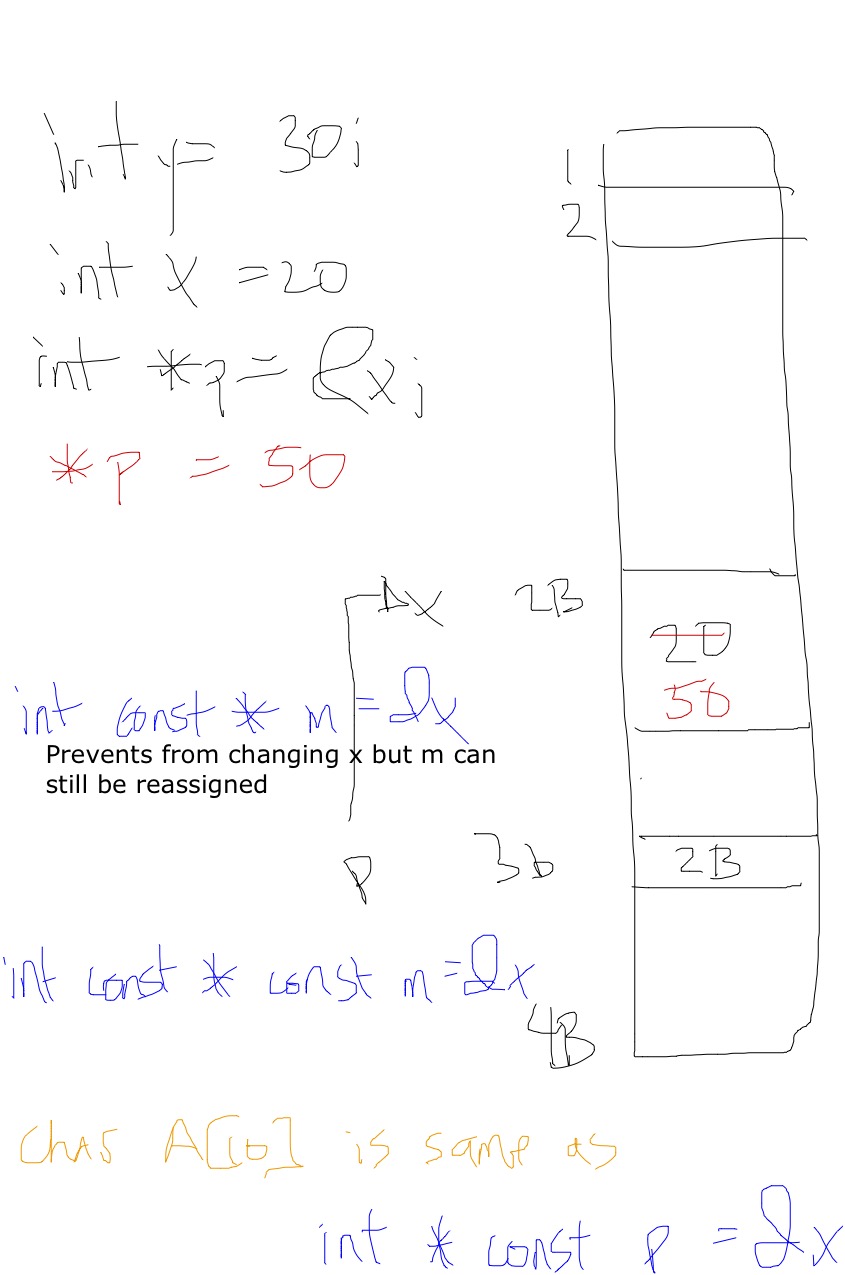 int y = 30;
1
2
int x = 20
int *p = &x;
*p = 50
x 2B
20
50
int const * m = &x
Prevents from changing x but m can
still be reassigned
p 3b
2B
int const * const m = &x
4B
char A[10] is same as
int * const p = &x